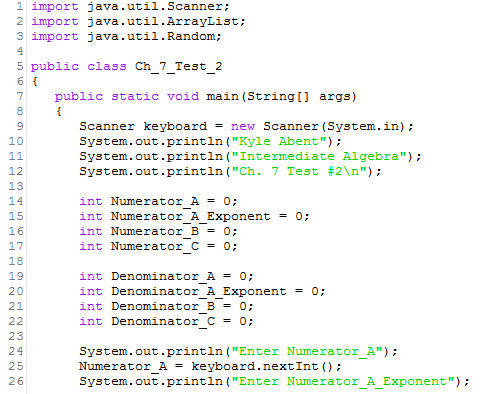 1 import java.util.Scanner;
2 import java.util.ArrayList;
3 import java.util.Random;
4
5 public class Ch_7_Test_2
6 {
7 public static void main(String[] args)
8 {
9 Scanner keyboard = new Scanner(System.in);
10 System.out.println("Kyle Abent");
11 System.out.println("Intermediate Algebra");
12 System.out.println("Ch. 7 Test #2\n");
13
14 int Numerator_A = 0;
15 int Numerator_A_Exponent = 0;
16 int Numerator_B = 0;
17 int Numerator_C = 0;
18
19 int Denominator_A = 0;
20 int Denominator_A_Exponent = 0;
21 int Denominator_B = 0;
22 int Denominator_C = 0;
23
24 System.out.println("Enter Numerator_A");
25 Numerator_A = keyboard.nextInt();
26 System.out.println("Enter Numerator_A_Exponent");